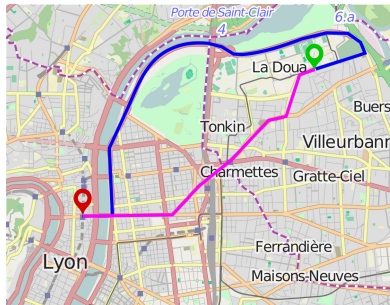 Porte de Saint-Clair
4
6.a
La Doua
Buers
Tonkin
Villeurbann
Charmettes
Gratte-Ciel
Ferrandière
Lyon
Maisons-Neuves